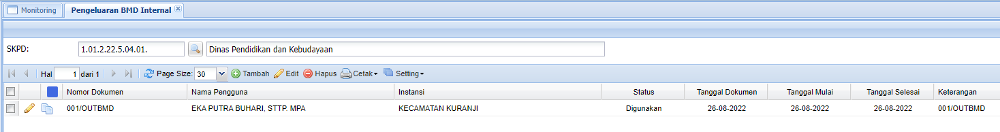 Monitoring
Pengeluaran BMD Internal
SKPD: 1.01.2.22.5.04.01. Dinas Pendidikan dan Kebudayaan
Hal 1 dari 1 Page Size: 30 Tambah Edit Hapus Cetak Setting
Nomor Dokumen Nama Pengguna Instansi Status Tanggal Dokumen Tanggal Mulai Tanggal Selesai Keterangan
001/OUTBMD EKA PUTRA BUHARI, STTP. MPA KECAMATAN KURANJI Digunakan 26-08-2022 26-08-2022 26-08-2022 001/OUTBMD